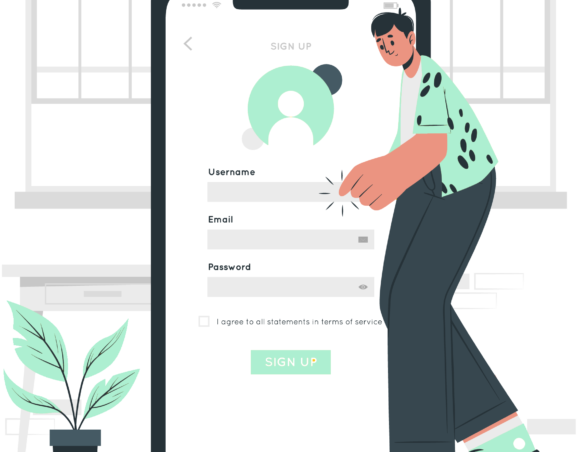 SIGN UP
Username
Email
Password
I agree to all statements in terms of service
SIGN UP